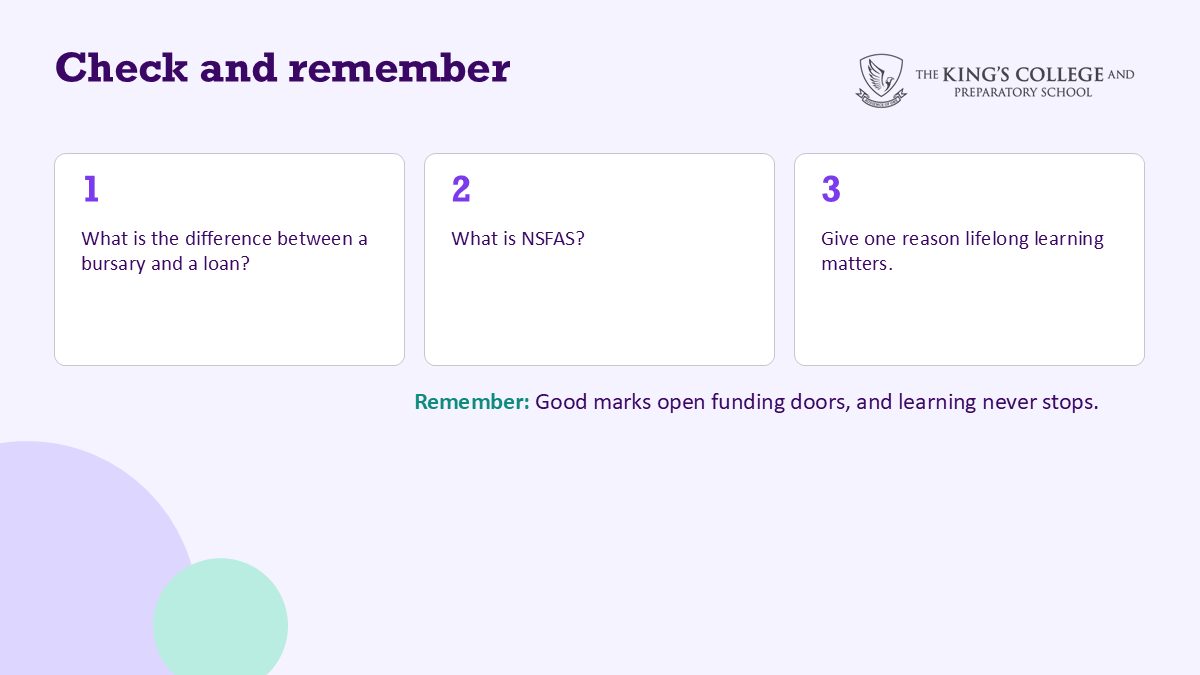 Check and remember
THE KING'S COLLEGE AND
PREPARATORY SCHOOL
1
What is the difference between a
bursary and a loan?
2
What is NSFAS?
3
Give one reason lifelong learning
matters.
Remember: Good marks open funding doors, and learning never stops.